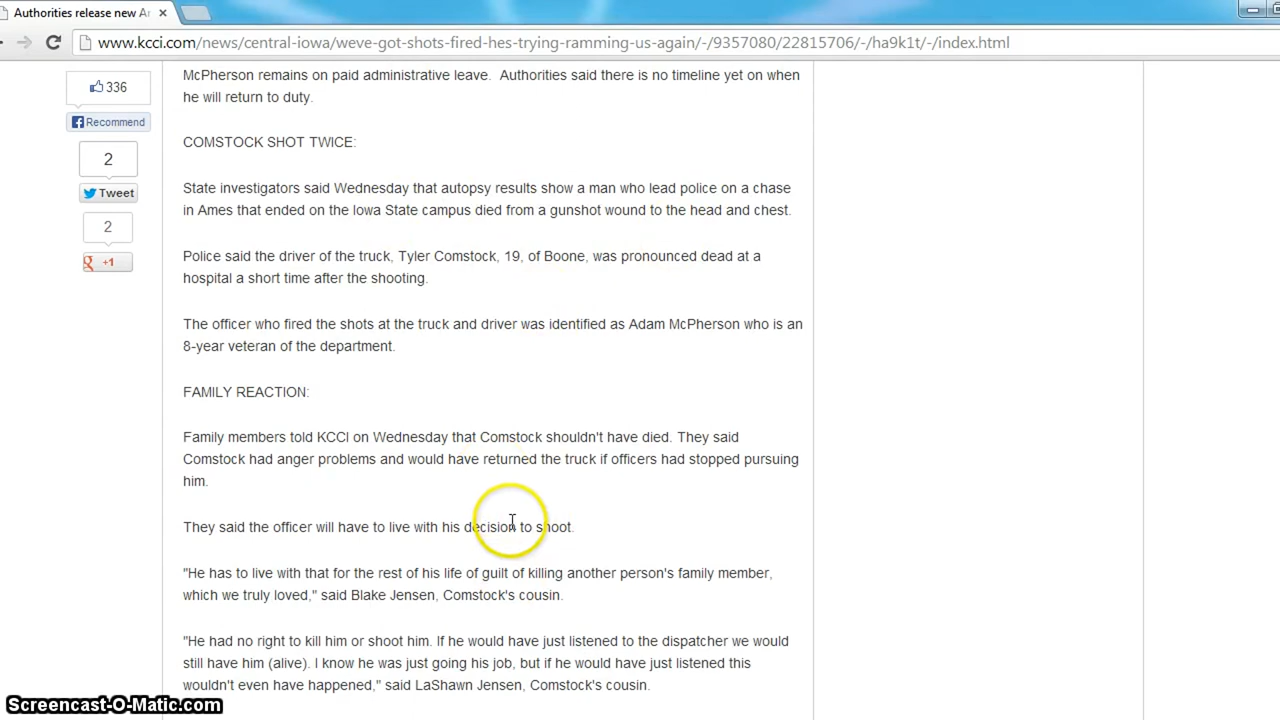 Authorities release new Ar
www.kcci.com/news/central-iowa/weve-got-shots-fired-hes-trying-ramming-us-again/-/9357080/22815706/-/ha9k1t/-/index.html
McPherson remains on paid administrative leave. Authorities said there is no timeline yet on when
he will return to duty.
336
Recommend
2
Tweet
2
+1
COMSTOCK SHOT TWICE:
State investigators said Wednesday that autopsy results show a man who lead police on a chase
in Ames that ended on the Iowa State campus died from a gunshot wound to the head and chest.
Police said the driver of the truck, Tyler Comstock, 19, of Boone, was pronounced dead at a
hospital a short time after the shooting.
The officer who fired the shots at the truck and driver was identified as Adam McPherson who is an
8-year veteran of the department.
FAMILY REACTION:
Family members told KCCI on Wednesday that Comstock shouldn't have died. They said
Comstock had anger problems and would have returned the truck if officers had stopped pursuing
him.
They said the officer will have to live with his decision to shoot.
"He has to live with that for the rest of his life of guilt of killing another person's family member,
which we truly loved," said Blake Jensen, Comstock's cousin.
"He had no right to kill him or shoot him. If he would have just listened to the dispatcher we would
still have him (alive). I know he was just going his job, but if he would have just listened this
wouldn't even have happened," said LaShawn Jensen, Comstock's cousin.
Screencast-O-Matic.com